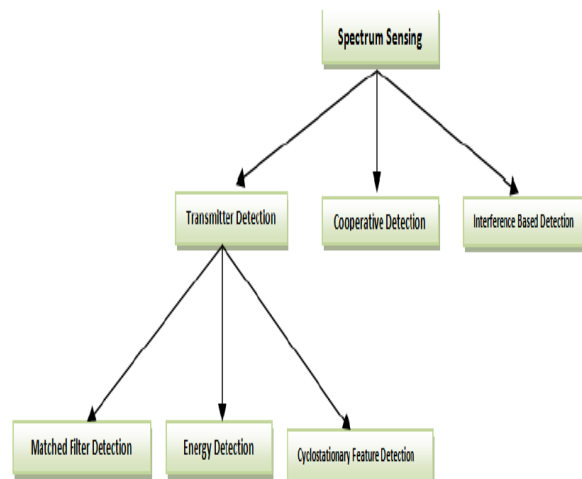 Spectrum Sensing
Transmitter Detection
Cooperative Detection
Interference Based Detection
Matched Filter Detection
Energy Detection
Cyclostationary Feature Detection